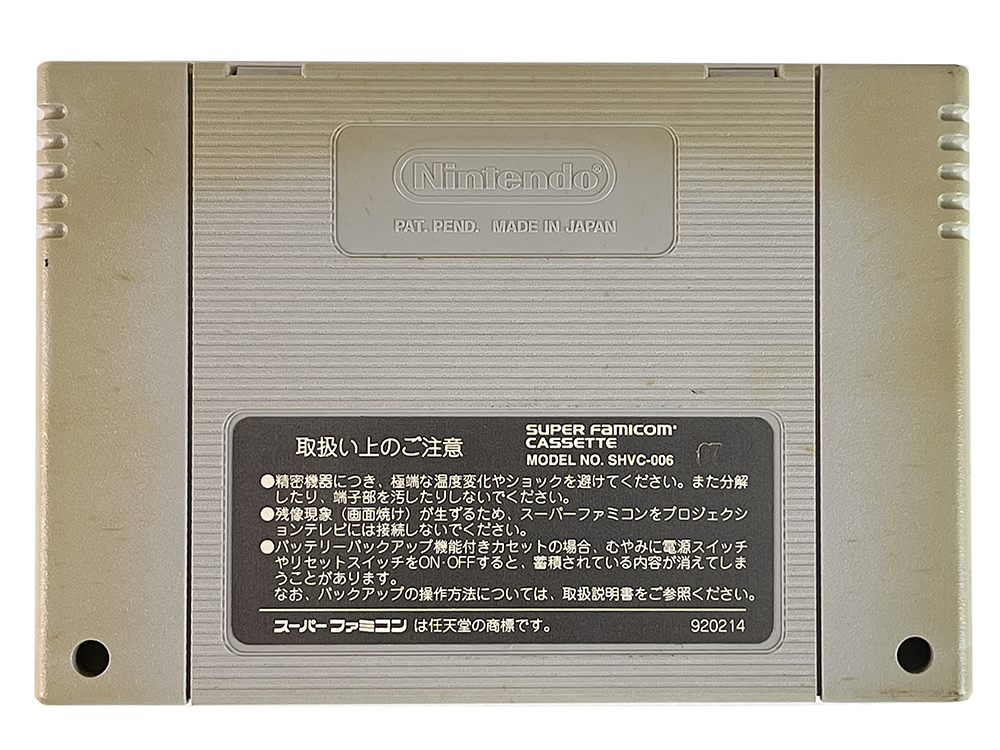 Nintendo®
PAT. PEND. MADE IN JAPAN
取扱い上のご注意
SUPER FAMICOM®
CASSETTE
MODEL NO. SHVC-006
●精密機器につき、極端な温度変化やショックを避けてください。また分解
したり、端子部を汚したりしないでください。
●残像現象(画面焼け)が生ずるため、スーパーファミコンをプロジェクシ
ョンテレビには接続しないでください。
●バッテリーバックアップ機能付きカセットの場合、むやみに電源スイッチ
やリセットスイッチをON·OFFすると、蓄積されている内容が消えてしま
うことがあります。
なお、バックアップの操作方法については、取扱説明書をご参照ください。
スーパーファミコン は任天堂の商標です。
920214